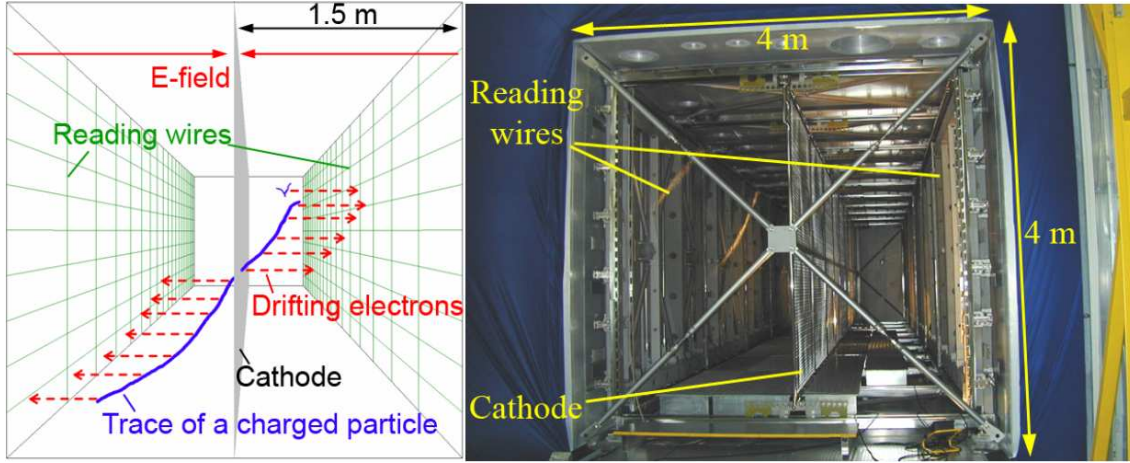 1.5 m
E-field
Reading wires
Drifting electrons
Cathode
Trace of a charged particle
4 m
Reading
wires
4 m
Cathode